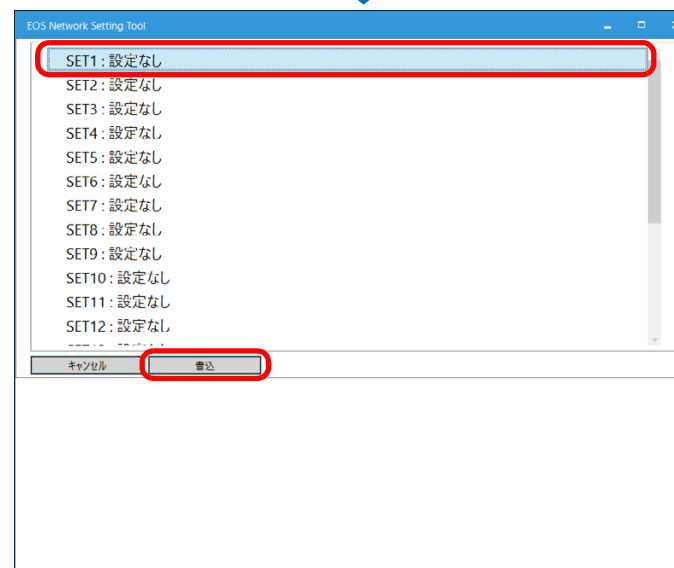 EOS Network Setting Tool
SET1 : 設定なし
SET2 : 設定なし
SET3 : 設定なし
SET4 : 設定なし
SET5 : 設定なし
SET6 : 設定なし
SET7 : 設定なし
SET8 : 設定なし
SET9 : 設定なし
SET10 : 設定なし
SET11 : 設定なし
SET12 : 設定なし
キャンセル 書込